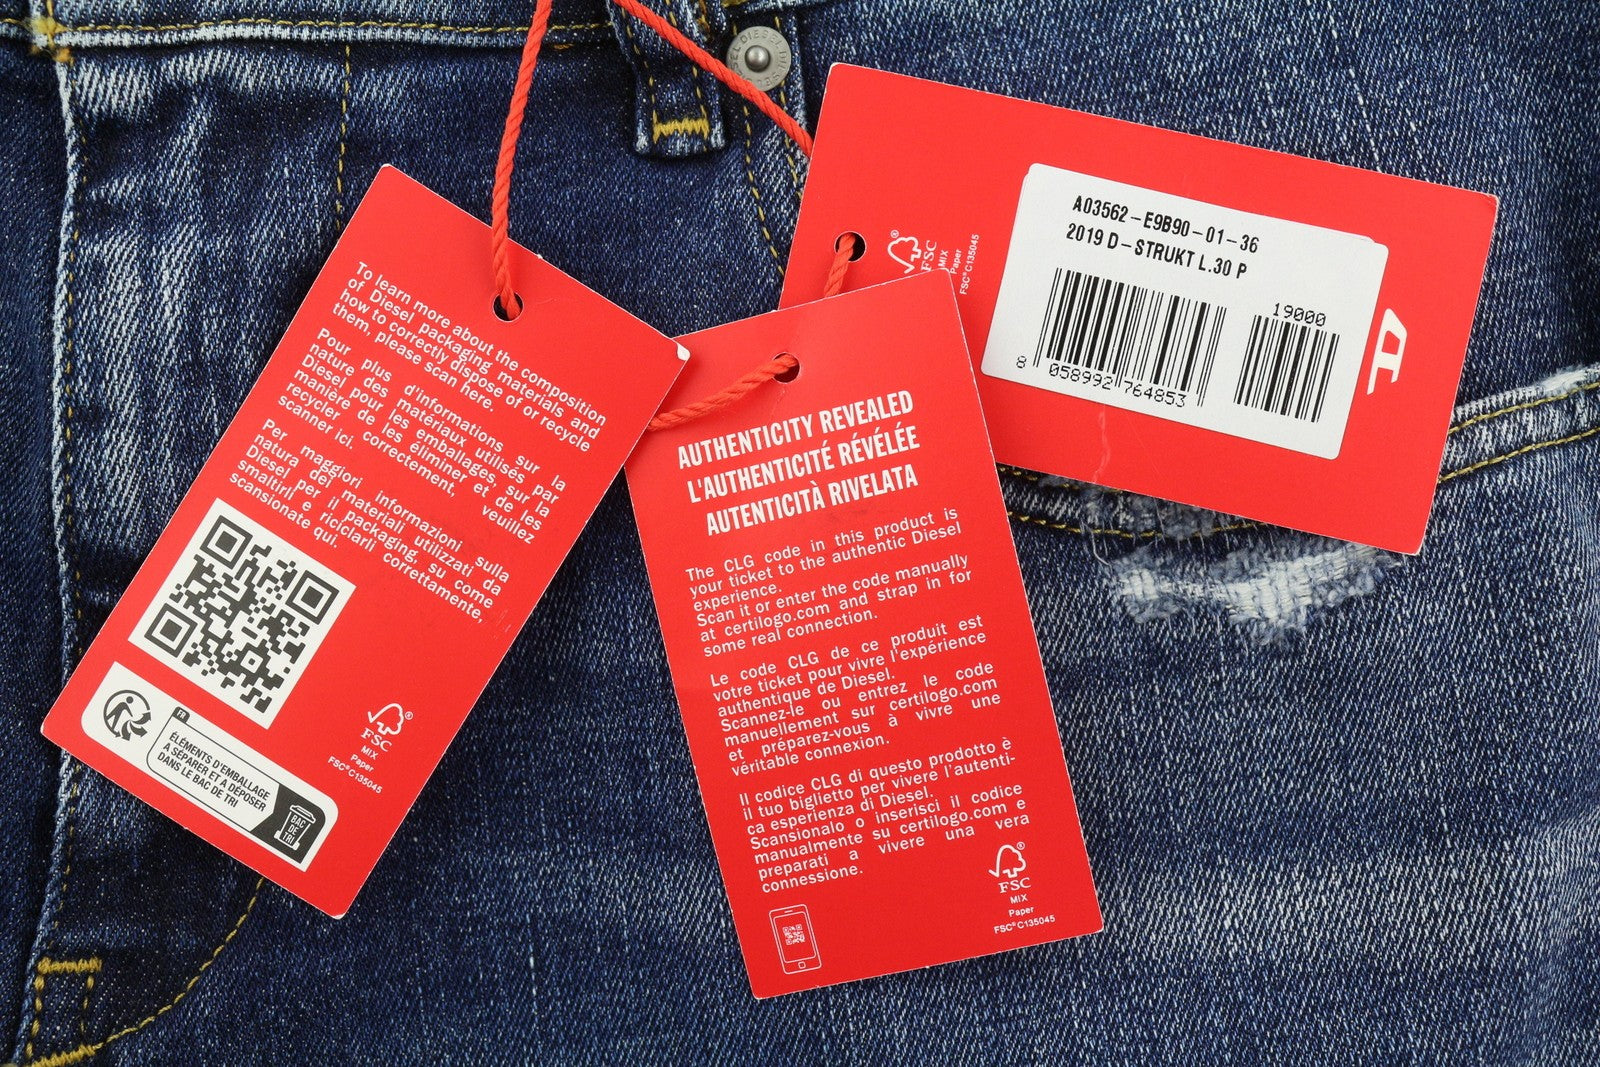 To learn more about the composition
of Diesel packaging materials and
how to correctly dispose of or recycle
them, please scan here.
Pour plus d'informations sur la
nature des matériaux utilisés par
Diesel pour les emballages, sur la
manière de les éliminer et de les
recycler correctement, veuillez
scanner ici.
Per maggiori informazioni sulla
natura dei materiali utilizzati da
Diesel per il packaging, su come
smaltirli e riciclarli correttamente,
scansionate qui.
FSC®
MIX
Paper
FSC® C135045
FR
ÉLÉMENTS D'EMBALLAGE
À SÉPARER ET À DÉPOSER
DANS LE BAC DE TRI
BAC
DE
TRI
AUTHENTICITY REVEALED
L'AUTHENTICITÉ RÉVÉLÉE
AUTENTICITÀ RIVELATA
The CLG code in this product is
your ticket to the authentic Diesel
experience.
Scan it or enter the code manually
at certilogo.com and strap in for
some real connection.
Le code CLG de ce produit est
votre ticket pour vivre l'expérience
authentique de Diesel.
Scannez-le ou entrez le code
manuellement sur certilogo.com
et préparez-vous à vivre une
véritable connexion.
Il codice CLG di questo prodotto è
il tuo biglietto per vivere l'autenti-
ca esperienza di Diesel.
Scansionalo o inserisci il codice
manualmente su certilogo.com e
preparati a vivere una vera
connessione.
FSC®
MIX
Paper
FSC® C135045
FSC®
MIX
Paper
FSC® C135045
A03562-E9B90-01-36
2019 D-STRUKT L.30 P
19000
8 058992 764853
D
DIESEL